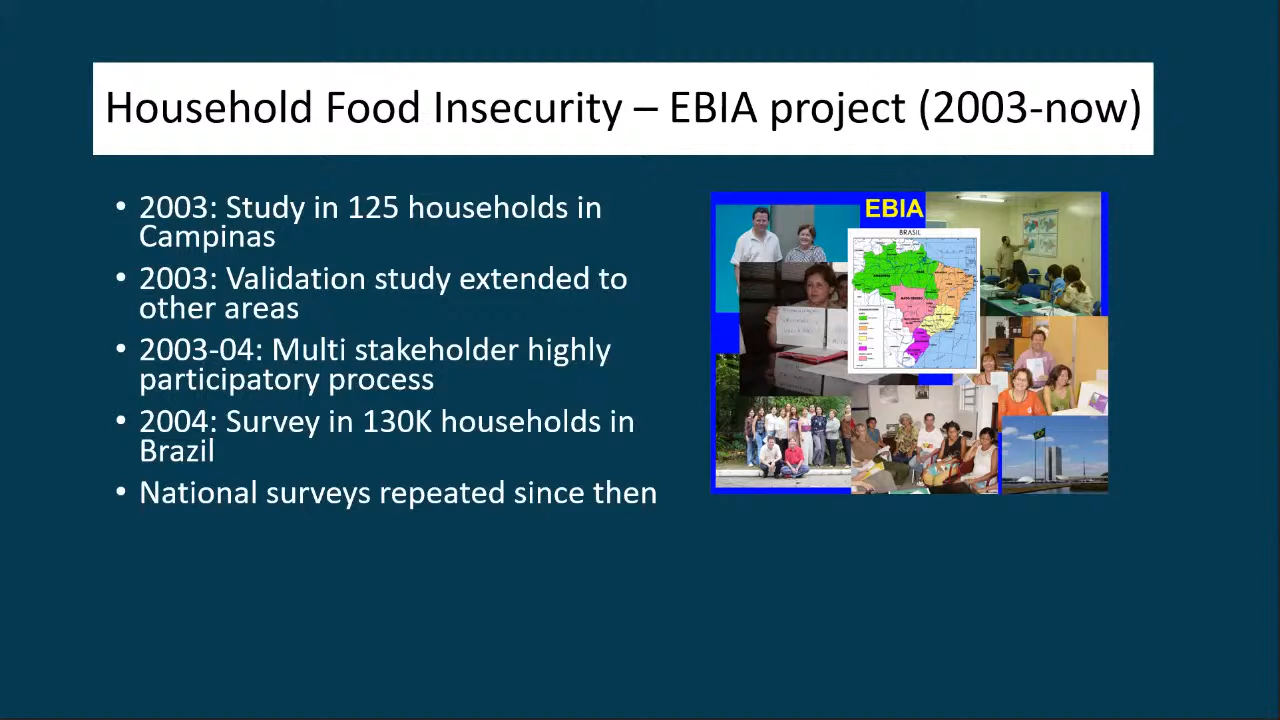 Household Food Insecurity – EBIA project (2003-now)
• 2003: Study in 125 households in
Campinas
• 2003: Validation study extended to
other areas
• 2003-04: Multi stakeholder highly
participatory process
• 2004: Survey in 130K households in
Brazil
• National surveys repeated since then
EBIA
BRASIL